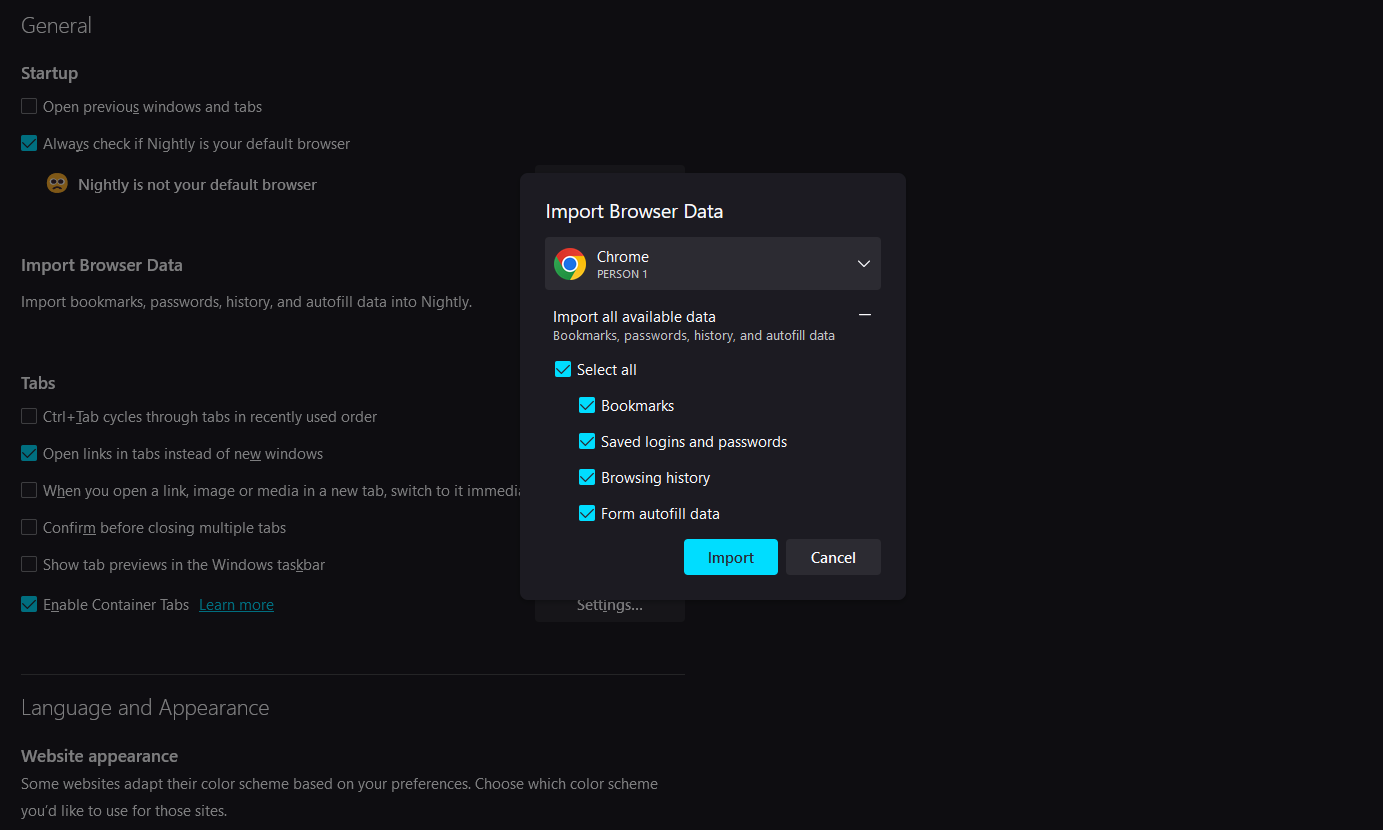 General
Startup
Open previous windows and tabs
Always check if Nightly is your default browser
Nightly is not your default browser
Import Browser Data
Import bookmarks, passwords, history, and autofill data into Nightly.
Tabs
Ctrl+Tab cycles through tabs in recently used order
Open links in tabs instead of new windows
When you open a link, image or media in a new tab, switch to it
Confirm before closing multiple tabs
Show tab previews in the Windows taskbar
Enable Container Tabs Learn more
Settings...
Language and Appearance
Website appearance
Some websites adapt their color scheme based on your preferences. Choose which color scheme
you’d like to use for those sites.
Import Browser Data
Chrome
PERSON 1
Import all available data
Bookmarks, passwords, history, and autofill data
Select all
Bookmarks
Saved logins and passwords
Browsing history
Form autofill data
Import Cancel